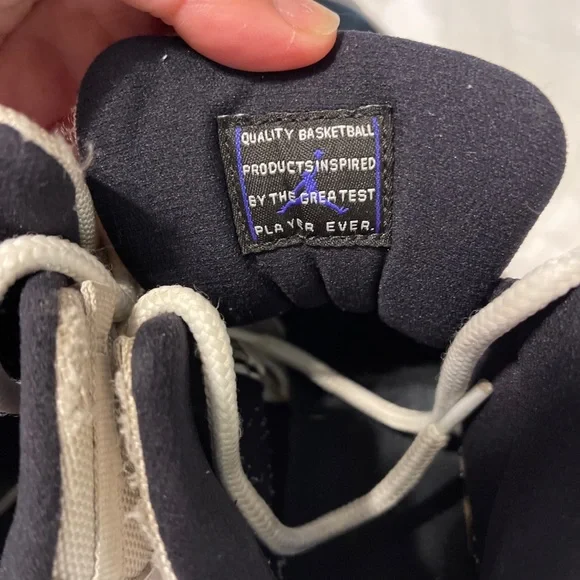 QUALITY BASKETBALL
PRODUCTS INSPIRED
BY THE GREATEST
PLAYER EVER.